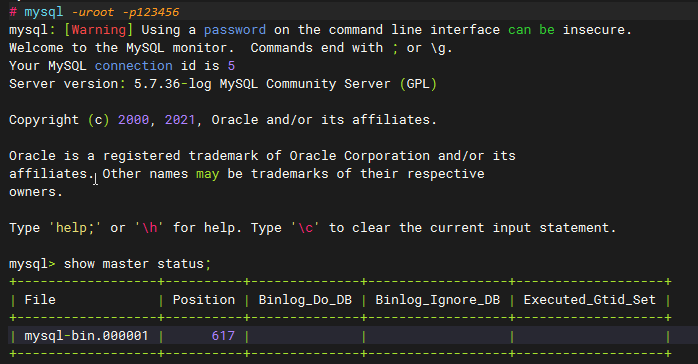 # mysql -uroot -p123456
mysql: [Warning] Using a password on the command line interface can be insecure.
Welcome to the MySQL monitor.  Commands end with ; or \g.
Your MySQL connection id is 5
Server version: 5.7.36-log MySQL Community Server (GPL)

Copyright (c) 2000, 2021, Oracle and/or its affiliates.

Oracle is a registered trademark of Oracle Corporation and/or its
affiliates. Other names may be trademarks of their respective
owners.

Type 'help;' or '\h' for help. Type '\c' to clear the current input statement.

mysql> show master status;
+------------------+----------+--------------+------------------+-------------------+
| File             | Position | Binlog_Do_DB | Binlog_Ignore_DB | Executed_Gtid_Set |
+------------------+----------+--------------+------------------+-------------------+
| mysql-bin.000001 |      617 |              |                  |                   |
+------------------+----------+--------------+------------------+-------------------+